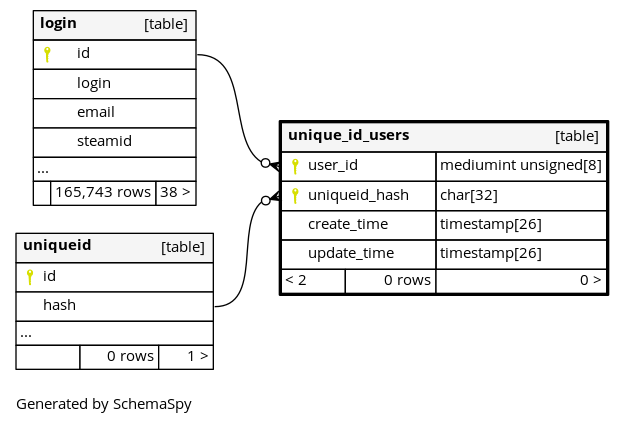 login [table]
id
login
email
steamid
...
165,743 rows 38 >
unique_id_users [table]
user_id mediumint unsigned[8]
uniqueid_hash char[32]
create_time timestamp[26]
update_time timestamp[26]
< 2 0 rows 0 >
uniqueid [table]
id
hash
...
0 rows 1 >
Generated by SchemaSpy